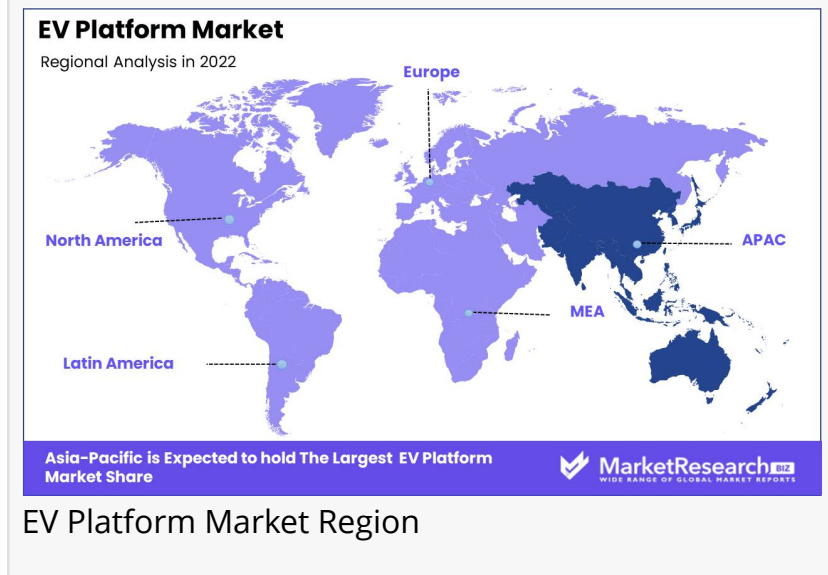 EV Platform Market
Regional Analysis in 2022
Europe
North America
APAC
MEA
Latin America
Asia-Pacific is Expected to hold The Largest EV Platform
Market Share
MarketResearch BIZ
WIDE RANGE OF GLOBAL MARKET REPORTS
EV Platform Market Region